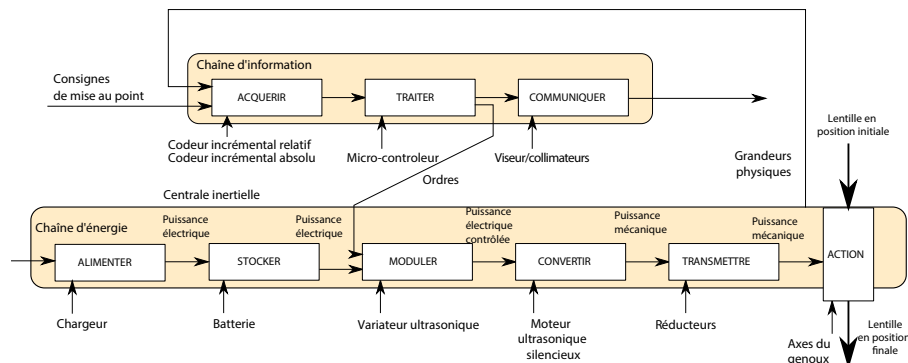 Chaîne d'information
Consignes
de mise au point
ACQUERIR
TRAITER
COMMUNIQUER
Codeur incrémental relatif
Codeur incrémental absolu
Micro-controleur
Viseur/collimateurs
Ordres
Grandeurs
physiques
Lentille en
position initiale
Centrale inertielle
Chaîne d'énergie
Puissance
électrique
Puissance
électrique
Puissance
électrique
contrôlée
Puissance
mécanique
Puissance
mécanique
ALIMENTER
STOCKER
MODULER
CONVERTIR
TRANSMETTRE
ACTION
Chargeur
Batterie
Variateur ultrasonique
Moteur
ultrasonique
silencieux
Réducteurs
Axes du
genoux
Lentille
en position
finale